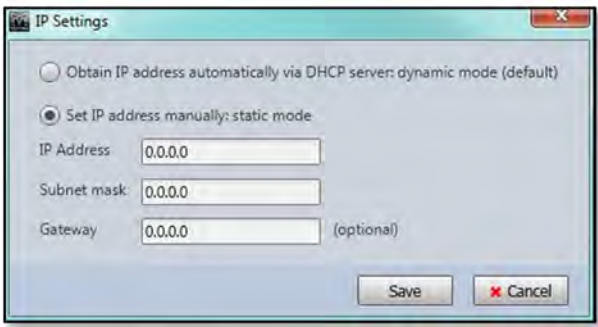 IP Settings
Obtain IP address automatically via DHCP server: dynamic mode (default)
Set IP address manually: static mode
IP Address 0.0.0.0
Subnet mask 0.0.0.0
Gateway 0.0.0.0 (optional)
Save Cancel